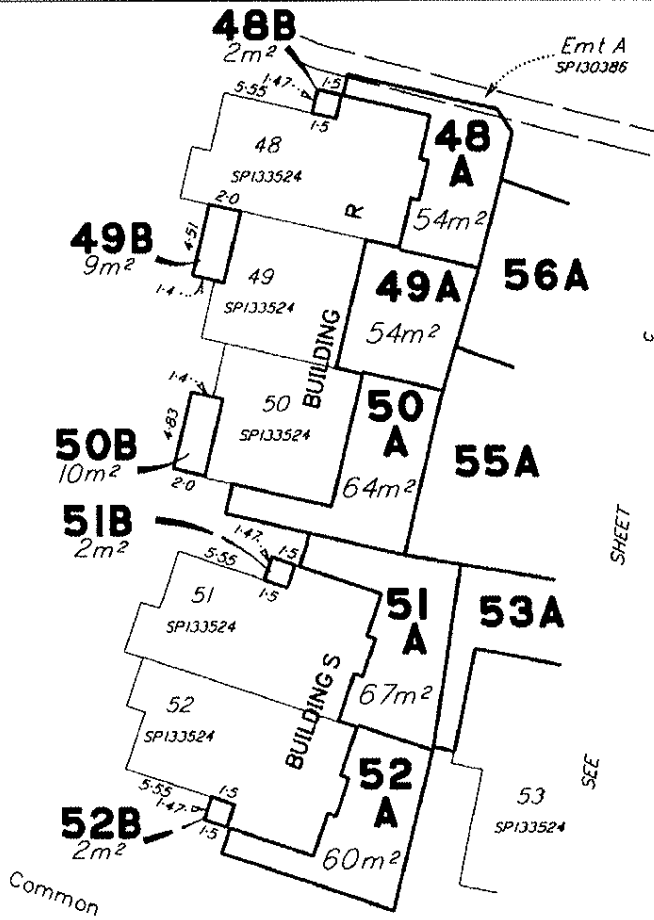 48B
2m²
Emt A
SP130386
5·55
1·47
1·5
1·5
48
SP133524
48
A
54m²
R
2·0
49B
9m²
4·51
1·4
49
SP133524
49A
54m²
56A
C
BUILDING
1·4
50
SP133524
50
A
64m²
4·83
50B
10m²
2·0
55A
51B
2m²
1·47
1·5
5·55
1·5
SHEET
51
SP133524
51
A
67m²
53A
BUILDING S
52
SP133524
5·55
1·5
1·47
1·5
52B
2m²
52
A
60m²
53
SP133524
SEE
Common